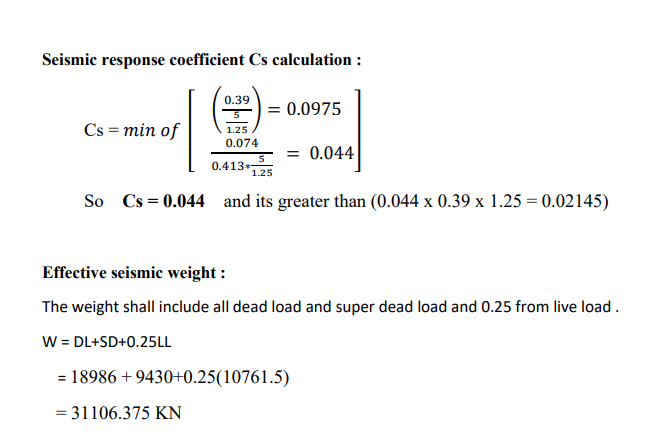 Seismic response coefficient Cs calculation :
Cs = min of [ (0.39 / (5 / 1.25)) = 0.0975
0.074 / (0.413*5/1.25) = 0.044 ]
So Cs = 0.044 and its greater than (0.044 x 0.39 x 1.25 = 0.02145)
Effective seismic weight :
The weight shall include all dead load and super dead load and 0.25 from live load .
W = DL+SD+0.25LL
= 18986 + 9430+0.25(10761.5)
= 31106.375 KN